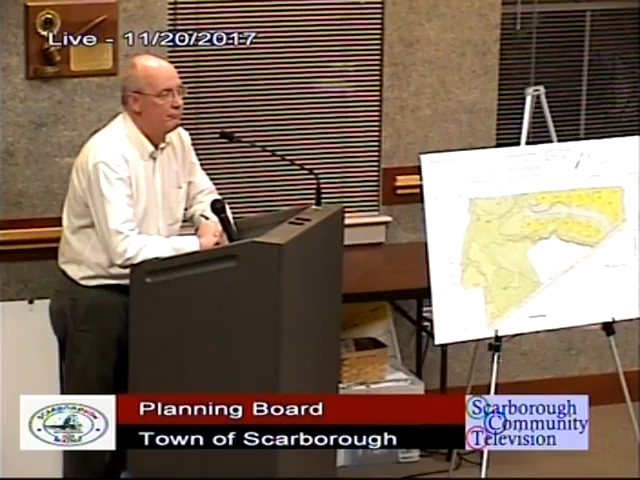 Live - 11/20/2017
Planning Board
Town of Scarborough
Scarborough
Community
Television